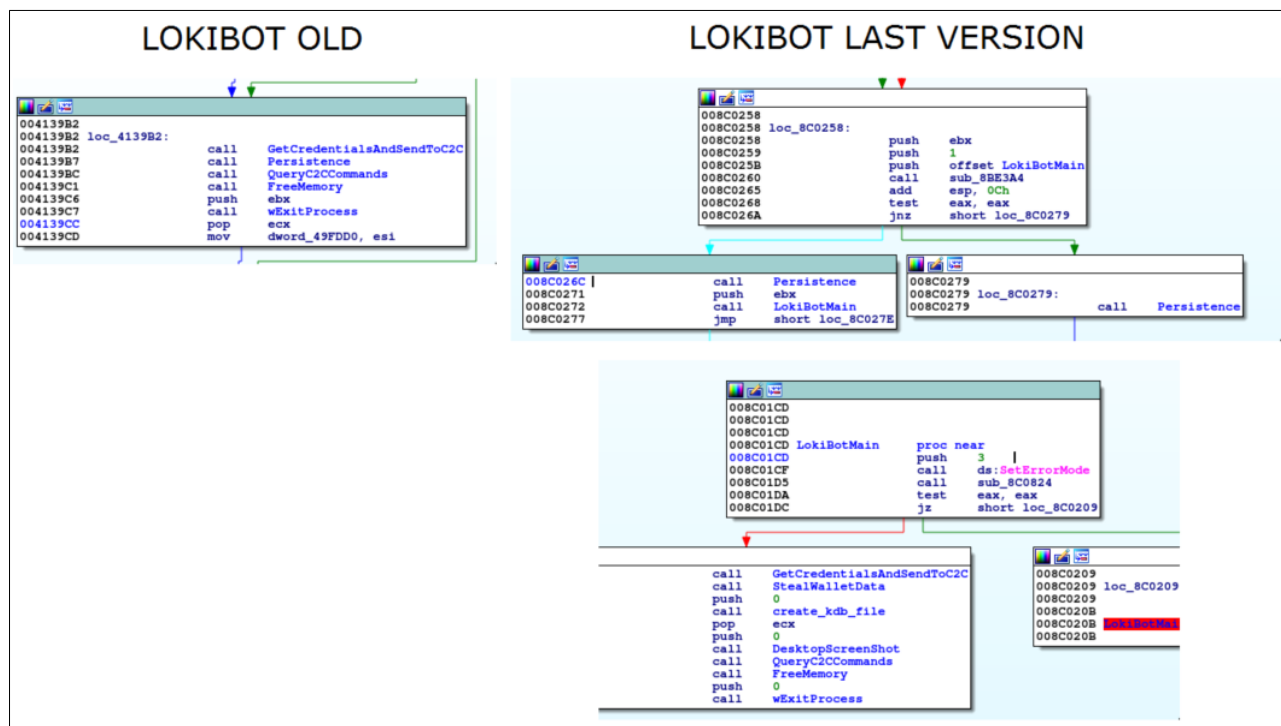 LOKIBOT OLD
004139B2
004139B2 loc_4139B2:
004139B2 call GetCredentialsAndSendToC2C
004139B7 call Persistence
004139BC call QueryC2CCommands
004139C1 call FreeMemory
004139C6 push ebx
004139C7 call wExitProcess
004139CC pop ecx
004139CD mov dword_49FDD0, esi
LOKIBOT LAST VERSION
008C0258
008C0258 loc_8C0258:
008C0258 push ebx
008C0259 push 1
008C025B push offset LokiBotMain
008C0260 call sub_8BE3A4
008C0265 add esp, 0Ch
008C0268 test eax, eax
008C026A jnz short loc_8C0279
008C026C call Persistence
008C0271 push ebx
008C0272 call LokiBotMain
008C0277 jmp short loc_8C027E
008C0279
008C0279 loc_8C0279:
008C0279 call Persistence
008C01CD
008C01CD
008C01CD
008C01CD LokiBotMain proc near
008C01CD push 3
008C01CF call ds:SetErrorMode
008C01D5 call sub_8C0824
008C01DA test eax, eax
008C01DC jz short loc_8C0209
call GetCredentialsAndSendToC2C
call StealWalletData
push 0
call create_kdb_file
pop ecx
push 0
call DesktopScreenShot
call QueryC2CCommands
call FreeMemory
push 0
call wExitProcess
008C0209
008C0209 loc_8C0209
008C0209
008C020B
008C020B LokiBotMai
008C020B